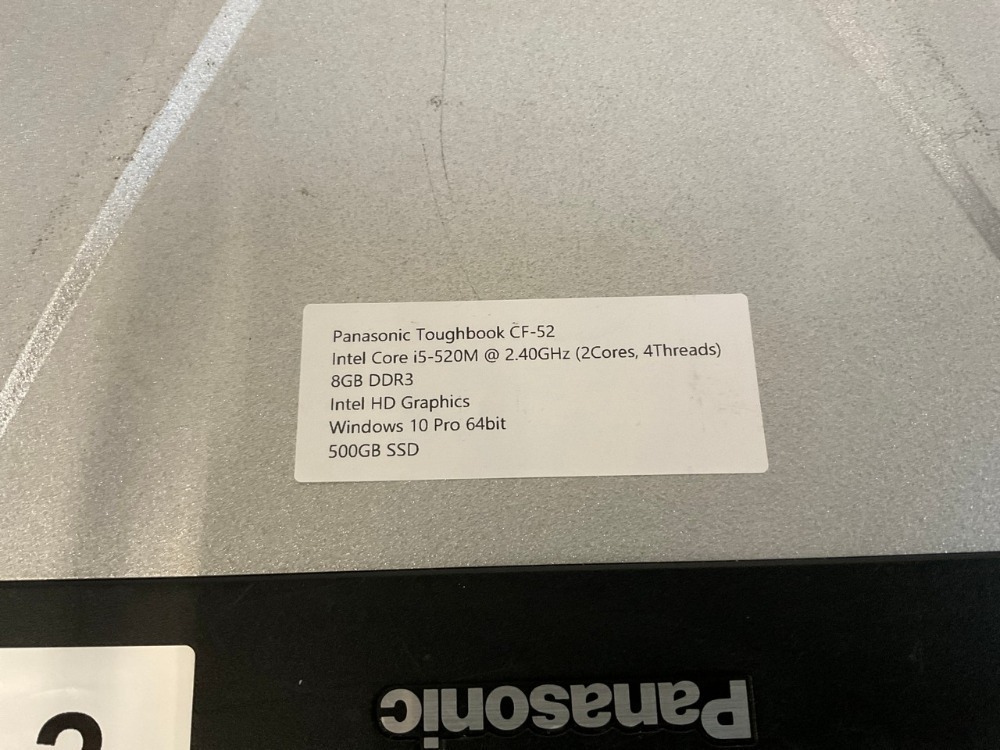 Panasonic Toughbook CF-52
Intel Core i5-520M @ 2.40GHz (2Cores, 4Threads)
8GB DDR3
Intel HD Graphics
Windows 10 Pro 64bit
500GB SSD
Panasonic